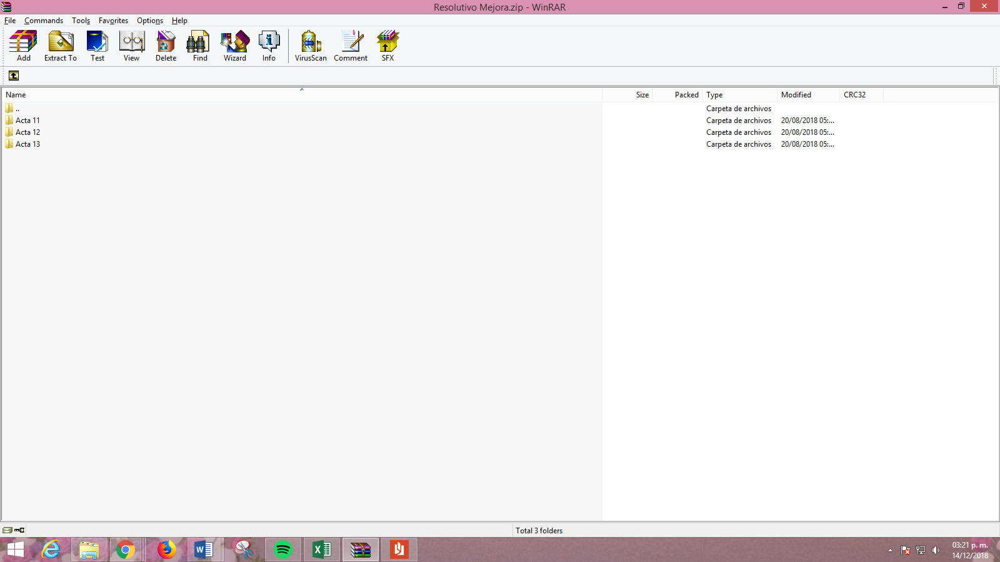 Resolutivo Mejora.zip - WinRAR
File Commands Tools Favorites Options Help
Add Extract To Test View Delete Find Wizard Info VirusScan Comment SFX
Name Size Packed Type Modified CRC32
.. Carpeta de archivos
Acta 11 Carpeta de archivos 20/08/2018 05:...
Acta 12 Carpeta de archivos 20/08/2018 05:...
Acta 13 Carpeta de archivos 20/08/2018 05:...
Total 3 folders
03:21 p. m.
14/12/2018